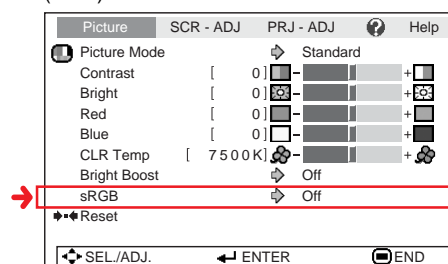 Picture SCR - ADJ PRJ - ADJ ? Help
Picture Mode Standard
Contrast [ 0 ] - +
Bright [ 0 ] - +
Red [ 0 ] - +
Blue [ 0 ] - +
CLR Temp [ 7500K ] - +
Bright Boost Off
sRGB Off
Reset
SEL./ADJ. ENTER END